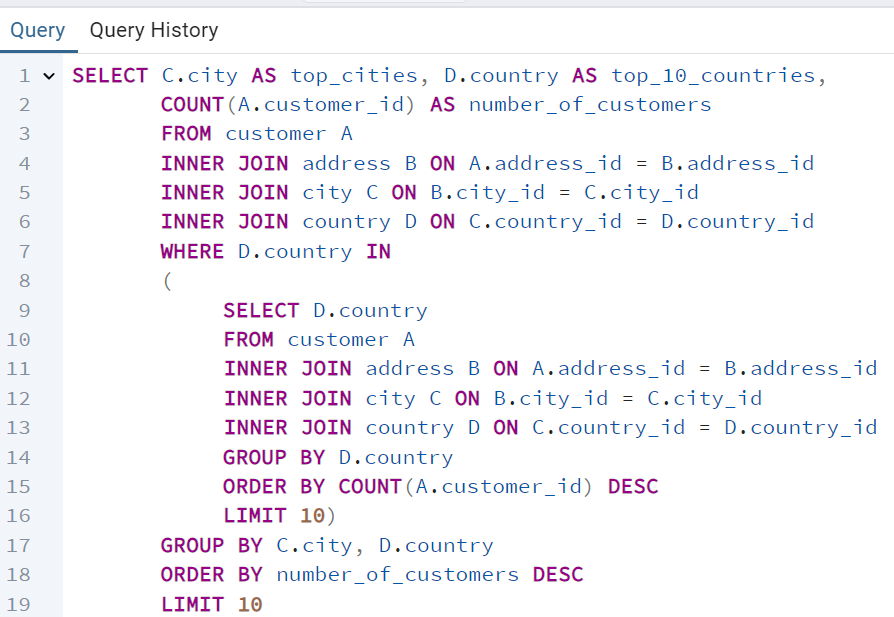 Query Query History
1 SELECT C.city AS top_cities, D.country AS top_10_countries,
2 COUNT(A.customer_id) AS number_of_customers
3 FROM customer A
4 INNER JOIN address B ON A.address_id = B.address_id
5 INNER JOIN city C ON B.city_id = C.city_id
6 INNER JOIN country D ON C.country_id = D.country_id
7 WHERE D.country IN
8 (
9 SELECT D.country
10 FROM customer A
11 INNER JOIN address B ON A.address_id = B.address_id
12 INNER JOIN city C ON B.city_id = C.city_id
13 INNER JOIN country D ON C.country_id = D.country_id
14 GROUP BY D.country
15 ORDER BY COUNT(A.customer_id) DESC
16 LIMIT 10)
17 GROUP BY C.city, D.country
18 ORDER BY number_of_customers DESC
19 LIMIT 10